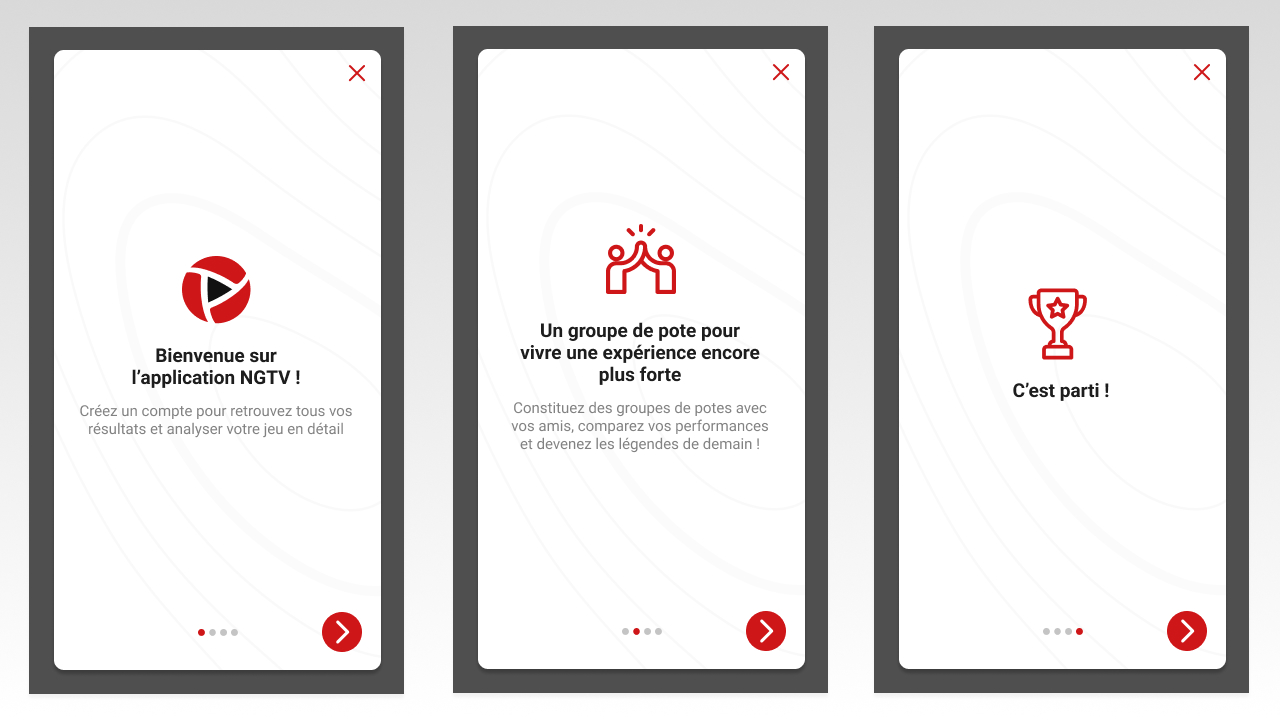 Bienvenue sur
l’application NGTV !
Créez un compte pour retrouvez tous vos
résultats et analyser votre jeu en détail
Un groupe de pote pour
vivre une expérience encore
plus forte
Constituez des groupes de potes avec
vos amis, comparez vos performances
et devenez les légendes de demain !
C’est parti !